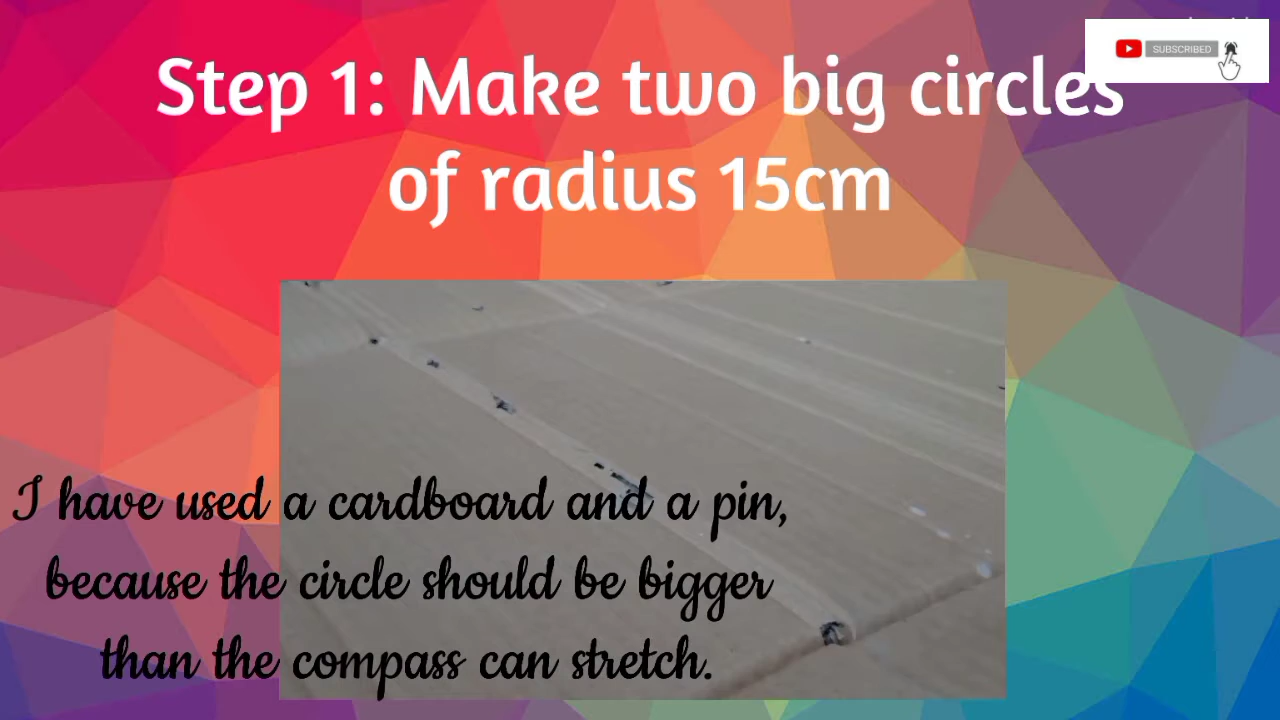 Step 1: Make two big circles
of radius 15cm
SUBSCRIBED
I have used a cardboard and a pin,
because the circle should be bigger
than the compass can stretch.